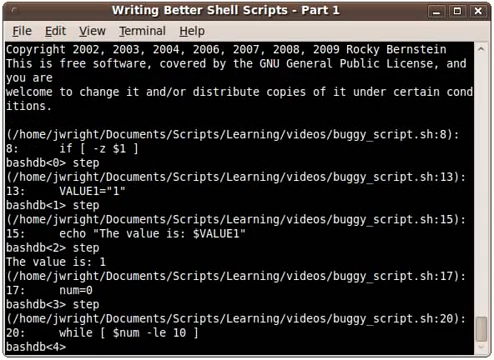 Writing Better Shell Scripts - Part 1
File Edit View Terminal Help
Copyright 2002, 2003, 2004, 2006, 2007, 2008, 2009 Rocky Bernstein
This is free software, covered by the GNU General Public License, and
you are
welcome to change it and/or distribute copies of it under certain cond
itions.
(/home/jwright/Documents/Scripts/Learning/videos/buggy_script.sh:8):
8: if [ -z $1 ]
bashdb<0> step
(/home/jwright/Documents/Scripts/Learning/videos/buggy_script.sh:13):
13: VALUE1="1"
bashdb<1> step
(/home/jwright/Documents/Scripts/Learning/videos/buggy_script.sh:15):
15: echo "The value is: $VALUE1"
bashdb<2> step
The value is: 1
(/home/jwright/Documents/Scripts/Learning/videos/buggy_script.sh:17):
17: num=0
bashdb<3> step
(/home/jwright/Documents/Scripts/Learning/videos/buggy_script.sh:20):
20: while [ $num -le 10 ]
bashdb<4>